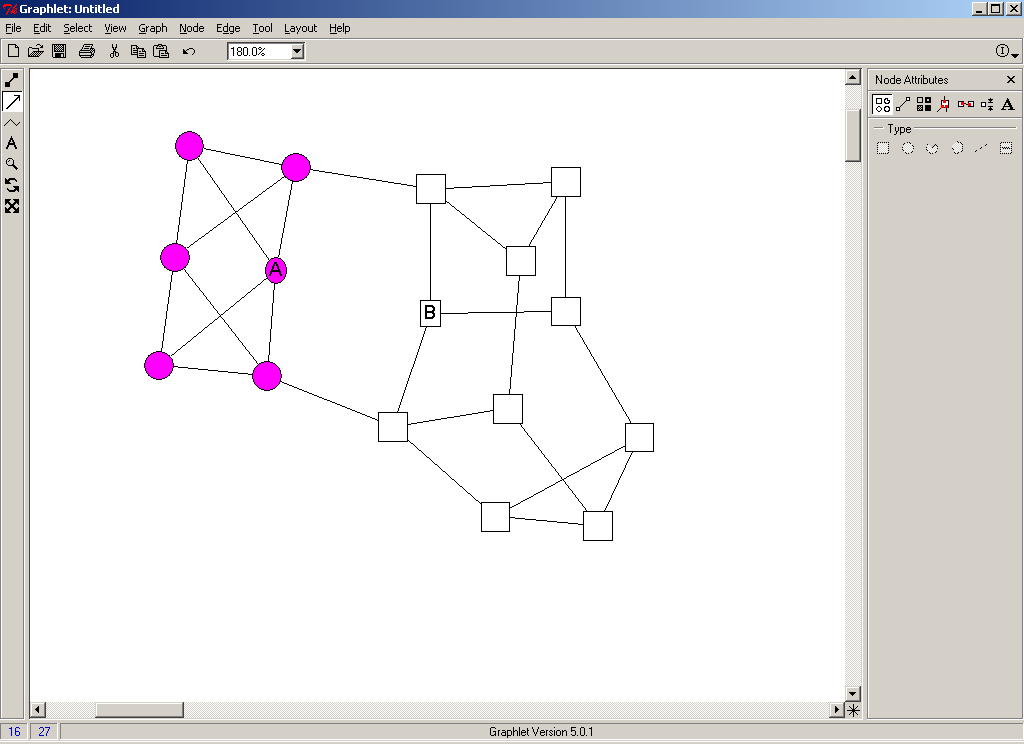 Graphlet: Untitled
File Edit Select View Graph Node Edge Tool Layout Help
180.0%
Node Attributes
A
Type
A
A
B
16 27 Graphlet Version 5.0.1